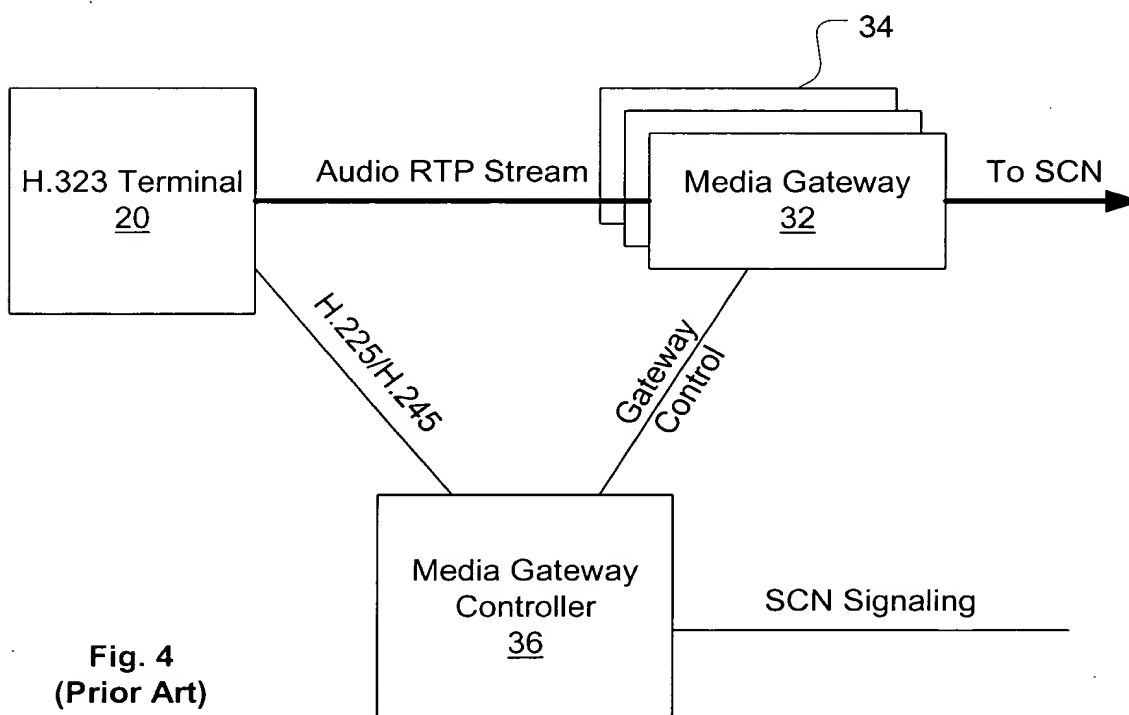 34
H.323 Terminal
20
Audio RTP Stream
Media Gateway
32
To SCN
H.225/H.245
Gateway
Control
Media Gateway
Controller
36
SCN Signaling
Fig. 4
(Prior Art)